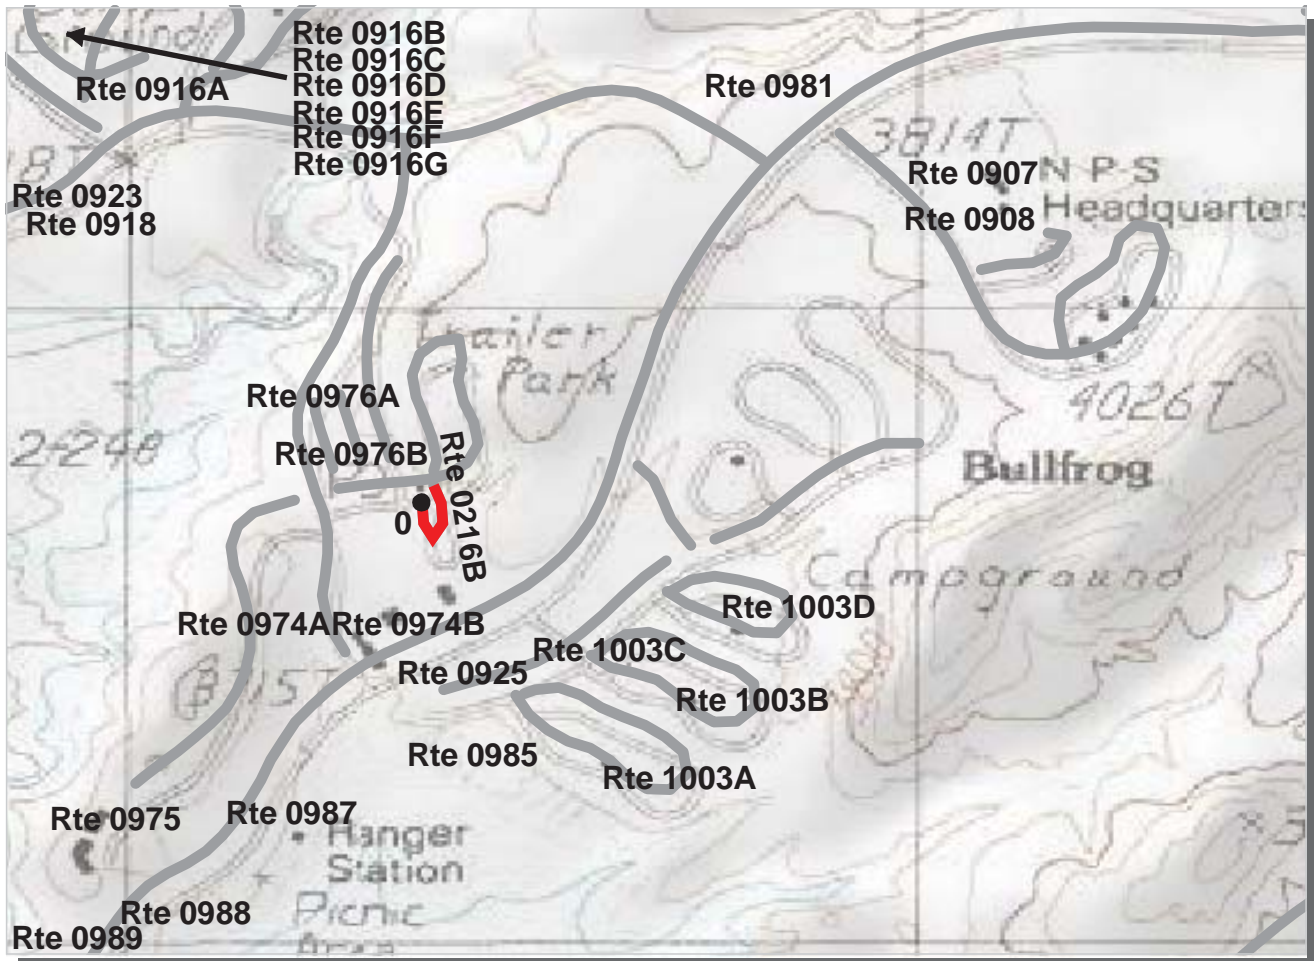 Rte 0916B
Rte 0916C
Rte 0916D
Rte 0916E
Rte 0916F
Rte 0916G
Rte 0916A
Rte 0981
3814T
Rte 0907
N P S
Headquarters
Rte 0908
Rte 0923
Rte 0918
Trailer
Park
Rte 0976A
4026T
Rte 0976B
Rte 0216B
Bullfrog
0
Campground
Rte 1003D
Rte 0974A
Rte 0974B
Rte 1003C
Rte 0925
Rte 1003B
Rte 0985
Rte 1003A
Rte 0975
Rte 0987
Ranger
Station
Picnic
Area
Rte 0988
Rte 0989